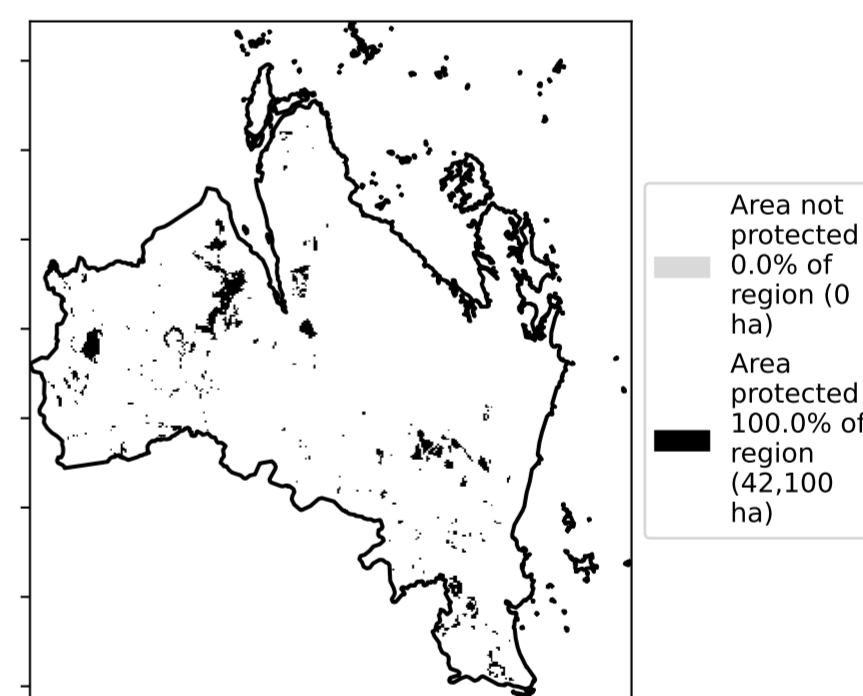 Area not
protected
0.0% of
region (0
ha)
Area
protected
100.0% of
region
(42,100
ha)